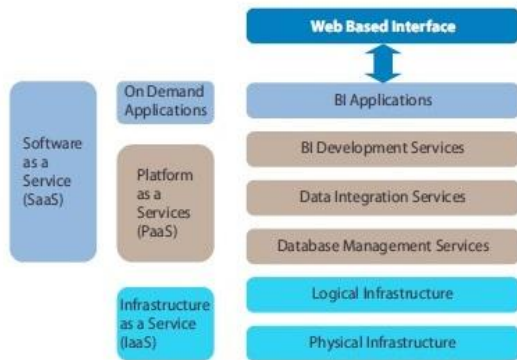 Web Based Interface
On Demand
Applications
BI Applications
Software
as a
Service
(SaaS)
Platform
as a
Services
(PaaS)
BI Development Services
Data Integration Services
Database Management Services
Infrastructure
as a Service
(IaaS)
Logical Infrastructure
Physical Infrastructure